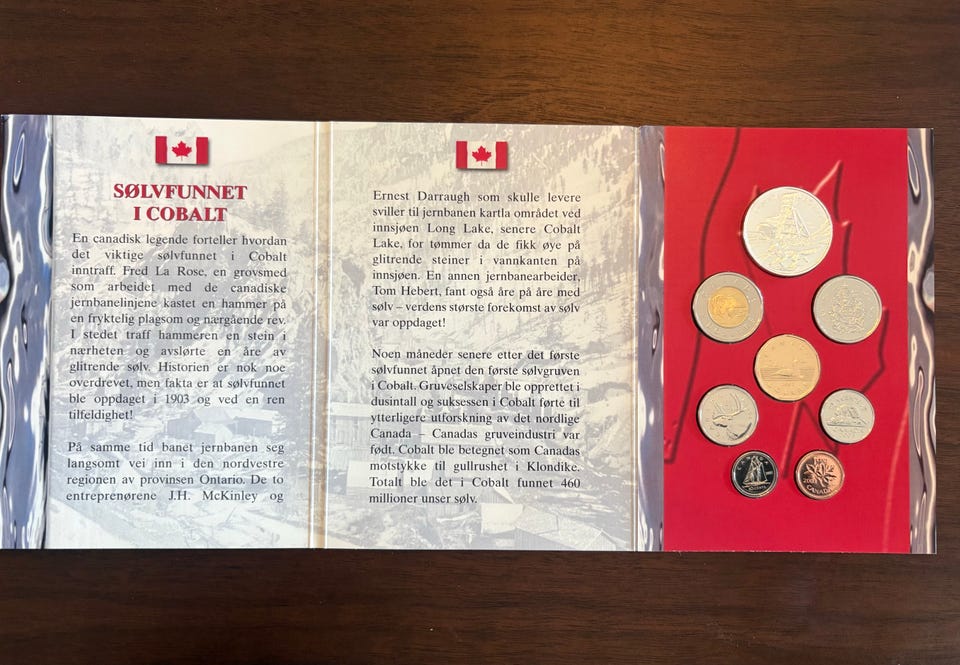 SØLVFUNNET
I COBALT
En canadisk legende forteller hvordan
det viktige sølvfunnet i Cobalt
inntraff. Fred La Rose, en grovsmed
som arbeidet med de canadiske
jernbanelinjene kastet en hammer på
en fryktelig plagsom og nærgående rev.
I stedet traff hammeren en stein i
nærheten og avslørte en åre av
glitrende sølv. Historien er nok noe
overdrevet, men fakta er at sølvfunnet
ble oppdaget i 1903 og ved en ren
tilfeldighet!
På samme tid banet jernbanen seg
langsomt vei inn i den nordvestre
regionen av provinsen Ontario. De to
entreprenørene J.H. McKinley og
Ernest Darraugh som skulle levere
sviller til jernbanen kartla området ved
innsjøen Long Lake, senere Cobalt
Lake, for tømmer da de fikk øye på
glitrende steiner i vannkanten på
innsjøen. En annen jernbanearbeider,
Tom Hebert, fant også åre på åre med
sølv – verdens største forekomst av sølv
var oppdaget!
Noen måneder senere etter det første
sølvfunnet åpnet den første sølvgruven
i Cobalt. Gruveselskaper ble opprettet i
dusintall og suksessen i Cobalt førte til
ytterligere utforskning av det nordlige
Canada – Canadas gruveindustri var
født. Cobalt ble betegnet som Canadas
motstykke til gullrushet i Klondike.
Totalt ble det i Cobalt funnet 460
millioner unser sølv.
CANADA
CANADA